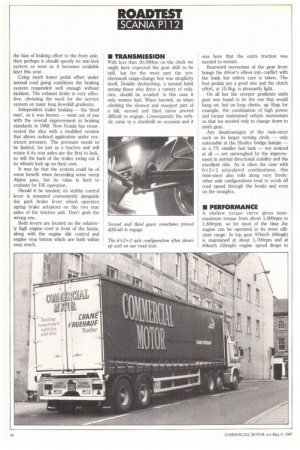 ROADTEST
SCANIA P112
the bias of braking effort to the front axle, then perhaps it should specify its anti-lock system as soon as it becomes available later this year.
Using much lower pedal effort under normal road going conditions the braking system responded well enough without incident. The exhaust brake is very effective, obviating the need for the service system on many long downhill gradients.
Independent trailer braking — the 'dead man', as it was known — went out of use with the overall improvement in braking standards in 1968. Now Scania has resurrected the idea with a modified version that allows isolated application under restricted pressure. The pressure needs to be limited, for just as a tractive unit will rotate if its rear axles are the first to lock, so will the back of the trailer swing out if its wheels lock up on their own.
It may be that the system could be of some benefit when descending some steep Alpine pass, but its value is hard to evaluate for UK operation.
Should it be needed, its stubby control lever is mounted conveniently alongside the park brake lever which operates spring brake actuators on the two rear axles of the tractive unit. Don't grab the wrong one.
Both levers are located on the relatively high engine cowl in front of the fascia, along with the engine idle control and engine stop button which are both within easy reach.
■ TRANSMISSION
With less than 20,000km on the clock we might have expected the gear shift to be stiff, but for the most part the synchromesh range-change box was simplicity itself. Double declutching, a natural habit among those who drive a variety of vehicles, should be avoided: in this case it only wastes fuel. When hurried, as when climbing the slowest and steepest part of a hill, second and third ratios proved difficult to engage. Consequently the vehicle came to a standstill on occasion and it
Second and third gears sometimes proved difficult to engage.
The 6×2+2 axle configuration often shows up well on our road tests.
was here that the extra traction was needed to restart.
Rearward movement of the gear lever brings the driver's elbow into conflict with the bunk but unless care is taken. The foot pedals are a good size and the clutch effort, at 15.9kg, is pleasantly light.
On all but the steeper gradients sixth gear was found to be the one that would hang on; but on long climbs, up Shap for example, the combination of high power and torque maintained vehicle momentum so that we needed only to change down to ninth gear.
Any disadvantages of the twin-steer such as its larger turning circle — only noticeable at the Shotley bridge hairpin — or a 7% smaller fuel tank — not noticed at all — are outweighed by the improvement in normal directional stability and the excellent ride. As is often the case with 6×2+2 articulated combinations, this twin-steer also rolls along very freely; other axle configurations tend to scrub off road speed through the bends and even on the straights.
■ PERFORMANCE
A shallow torque curve gives near-maximum torque from about 1,000rpm to 1,600rpm, so for most of the time the engine can be operated in its most efficient range. In top gear 97km/h (60mph) is maintained at about 1,700rpm and at 80km/h (50mph) engine speed drops to
COMMERCIAL MOTOR
CRANE FRUEHAUF Trailer
44
COMMERCIAL MOTOR w/e May 9, 1987